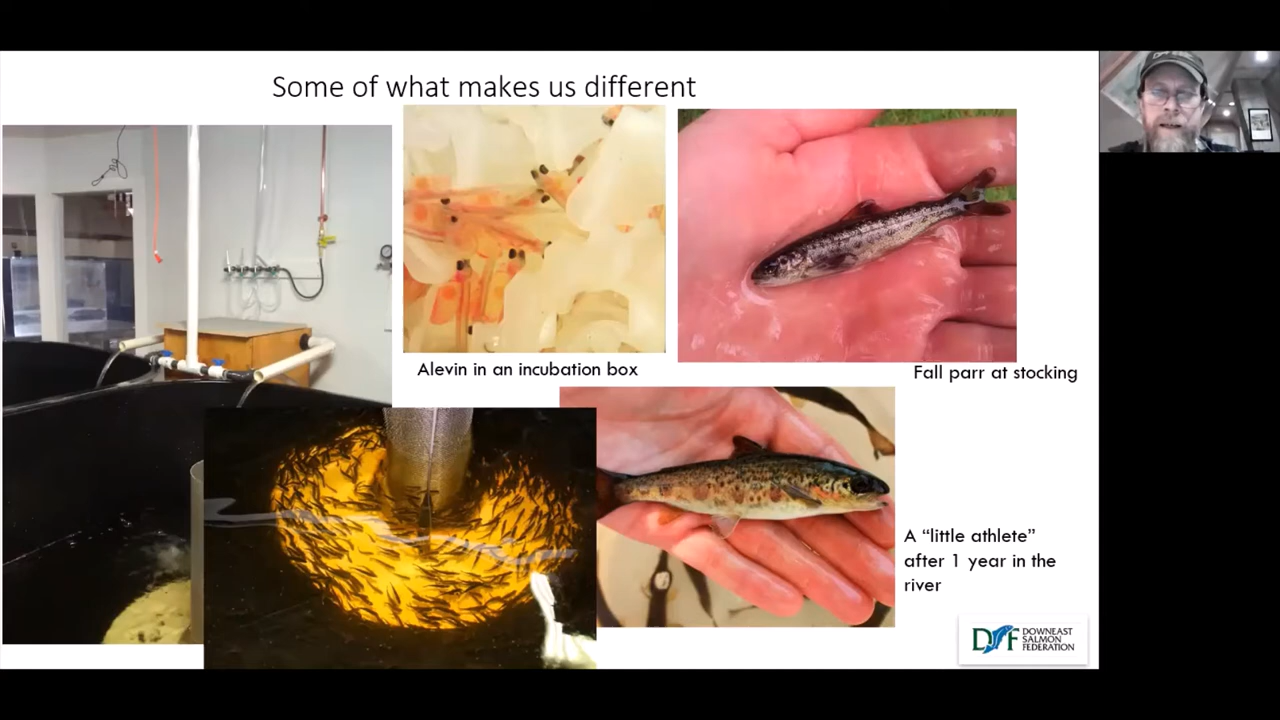 Some of what makes us different
Alevin in an incubation box
Fall parr at stocking
A “little athlete”
after 1 year in the
river
DSF DOWNEAST
SALMON
FEDERATION